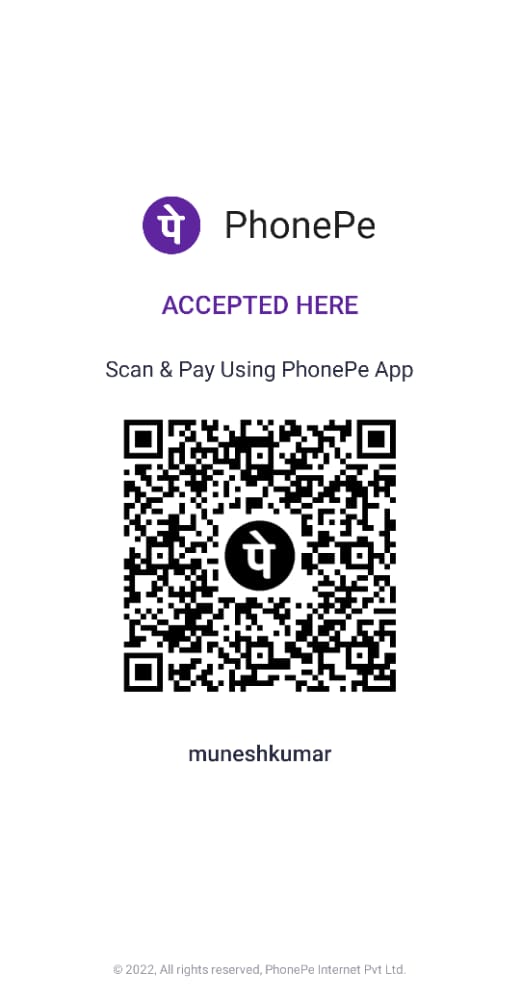 पे PhonePe
ACCEPTED HERE
Scan & Pay Using PhonePe App
पे
muneshkumar
© 2022, All rights reserved, PhonePe Internet Pvt Ltd.